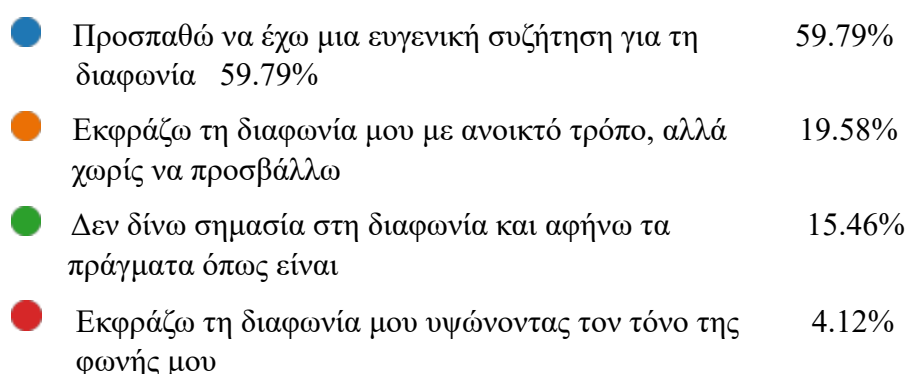 Προσπαθώ να έχω μια ευγενική συζήτηση για τη 59.79%
διαφωνία 59.79%
Εκφράζω τη διαφωνία μου με ανοικτό τρόπο, αλλά 19.58%
χωρίς να προσβάλλω
Δεν δίνω σημασία στη διαφωνία και αφήνω τα 15.46%
πράγματα όπως είναι
Εκφράζω τη διαφωνία μου υψώνοντας τον τόνο της 4.12%
φωνής μου